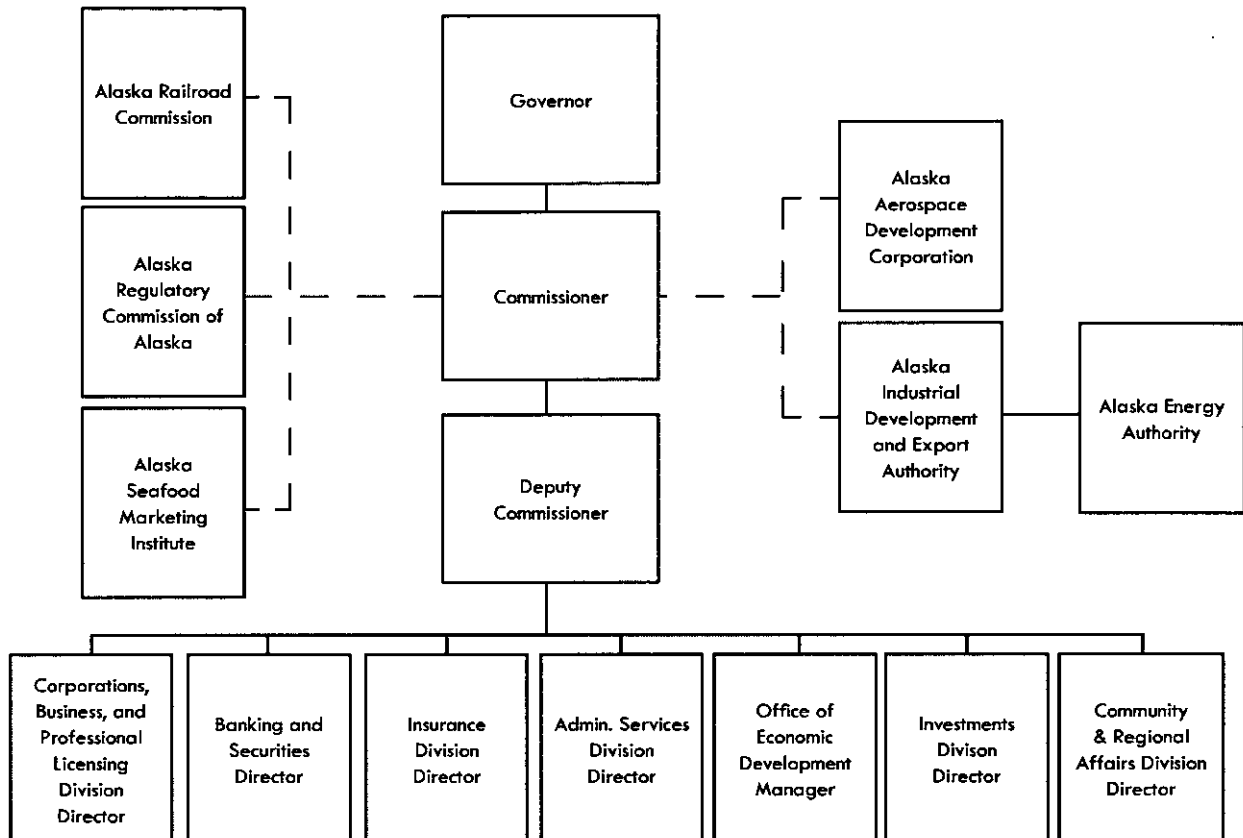 Alaska Railroad
Commission
Governor
Alaska
Aerospace
Development
Corporation
Alaska
Regulatory
Commission of
Alaska
Commissioner
Alaska
Industrial
Development
and Export
Authority
Alaska Energy
Authority
Alaska
Seafood
Marketing
Institute
Deputy
Commissioner
Corporations,
Business, and
Professional
Licensing
Division
Director
Banking and
Securities
Director
Insurance
Division
Director
Admin. Services
Division
Director
Office of
Economic
Development
Manager
Investments
Divison
Director
Community
& Regional
Affairs Division
Director